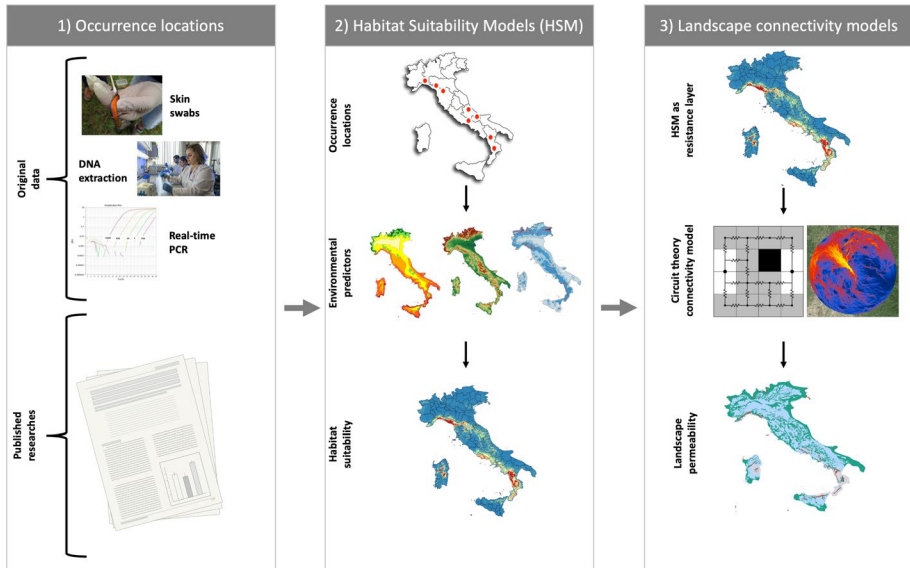 1) Occurrence locations
Original
data
Skin
swabs
DNA
extraction
Real-time
PCR
Published
researches
2) Habitat Suitability Models (HSM)
Occurrence
locations
Environmental
predictors
Habitat
suitability
3) Landscape connectivity models
HSM as
resistance layer
Circuit theory
connectivity model
Landscape
permeability